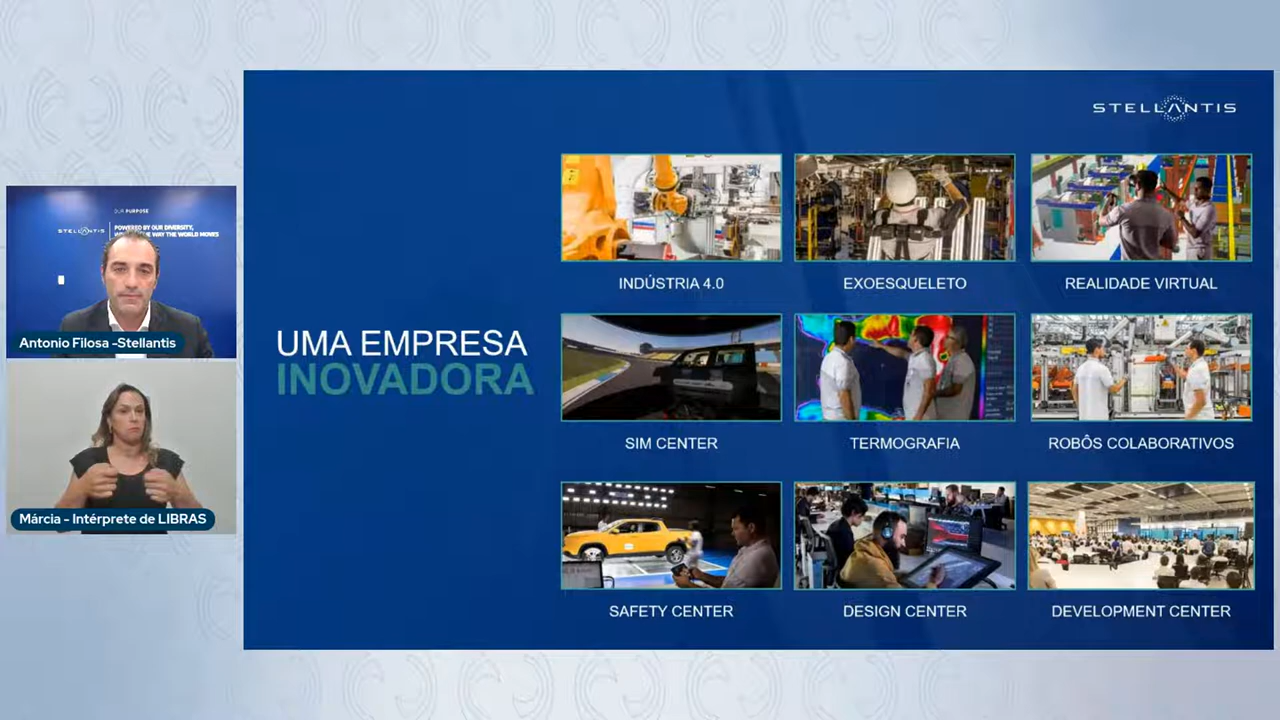 OUR PURPOSE
STELLANTIS
POWERED BY OUR DIVERSITY,
THE WAY THE WORLD MOVES
Antonio Filosa -Stellantis
Márcia - Intérprete de LIBRAS
STELLANTIS
UMA EMPRESA
INOVADORA
INDÚSTRIA 4.0
EXOESQUELETO
REALIDADE VIRTUAL
SIM CENTER
TERMOGRAFIA
ROBÔS COLABORATIVOS
SAFETY CENTER
DESIGN CENTER
DEVELOPMENT CENTER